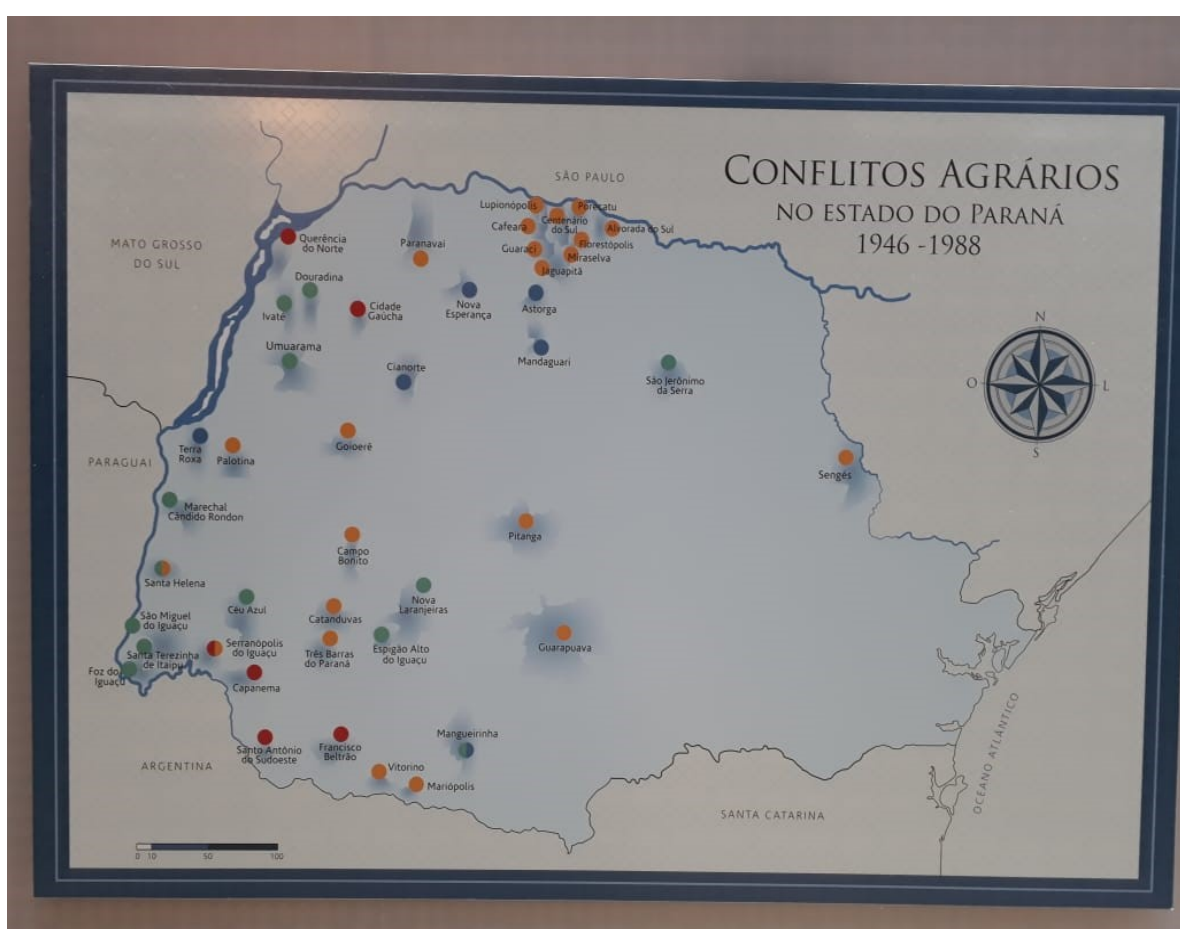 CONFLITOS AGRÁRIOS
NO ESTADO DO PARANÁ
1946 -1988
SÃO PAULO
MATO GROSSO
DO SUL
PARAGUAI
ARGENTINA
SANTA CATARINA
OCEANO ATLÂNTICO
N
O
L
S
Lupionópolis
Porecatu
Centenário
do Sul
Cafeara
Alvorada do Sul
Guaraci
Florestópolis
Miraselva
Jaguapitã
Querência
do Norte
Paranavaí
Douradina
Ivaté
Cidade
Gaúcha
Nova
Esperança
Astorga
Umuarama
Cianorte
Mandaguari
São Jerônimo
da Serra
Terra
Roxa
Palotina
Goioerê
Sengés
Marechal
Cândido Rondon
Pitanga
Campo
Bonito
Santa Helena
Céu Azul
Nova
Laranjeiras
São Miguel
do Iguaçu
Catanduvas
Santa Terezinha
de Itaipu
Serranópolis
do Iguaçu
Três Barras
do Paraná
Espigão Alto
do Iguaçu
Guarapuava
Foz do
Iguaçu
Capanema
Santo Antônio
do Sudoeste
Francisco
Beltrão
Mangueirinha
Vitorino
Mariópolis
0 10 50 100